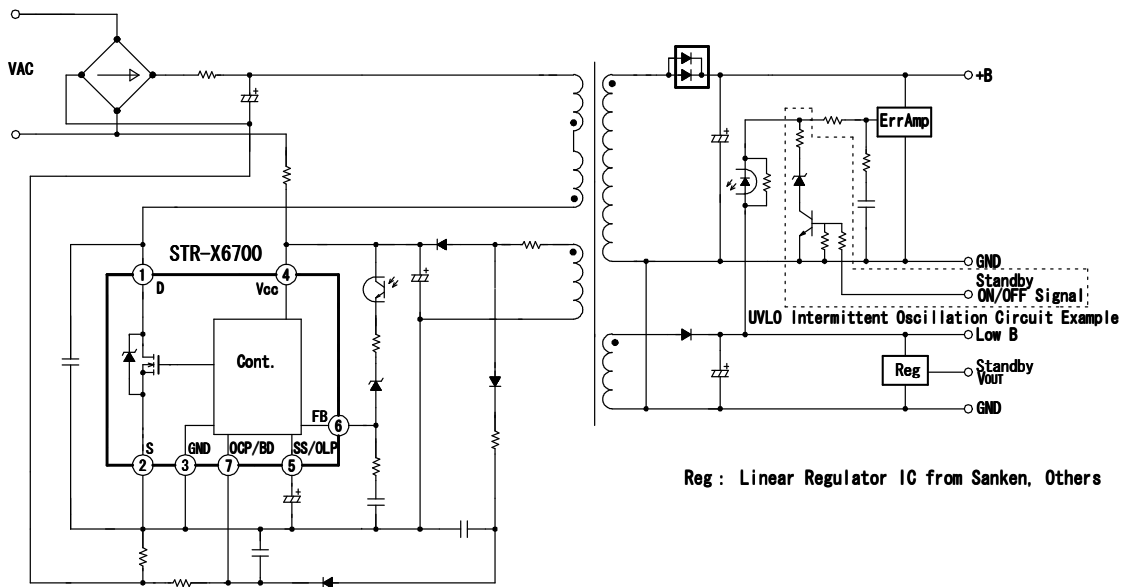 VAC
+B
ErrAmp
STR-X6700
1
4
D
Vcc
GND
Standby
ON/OFF Signal
UVLO Intermittent Oscillation Circuit Example
Low B
Cont.
Reg
Standby
VOUT
FB
6
GND
S
GND
OCP/BD
SS/OLP
2
3
7
5
Reg : Linear Regulator IC from Sanken, Others